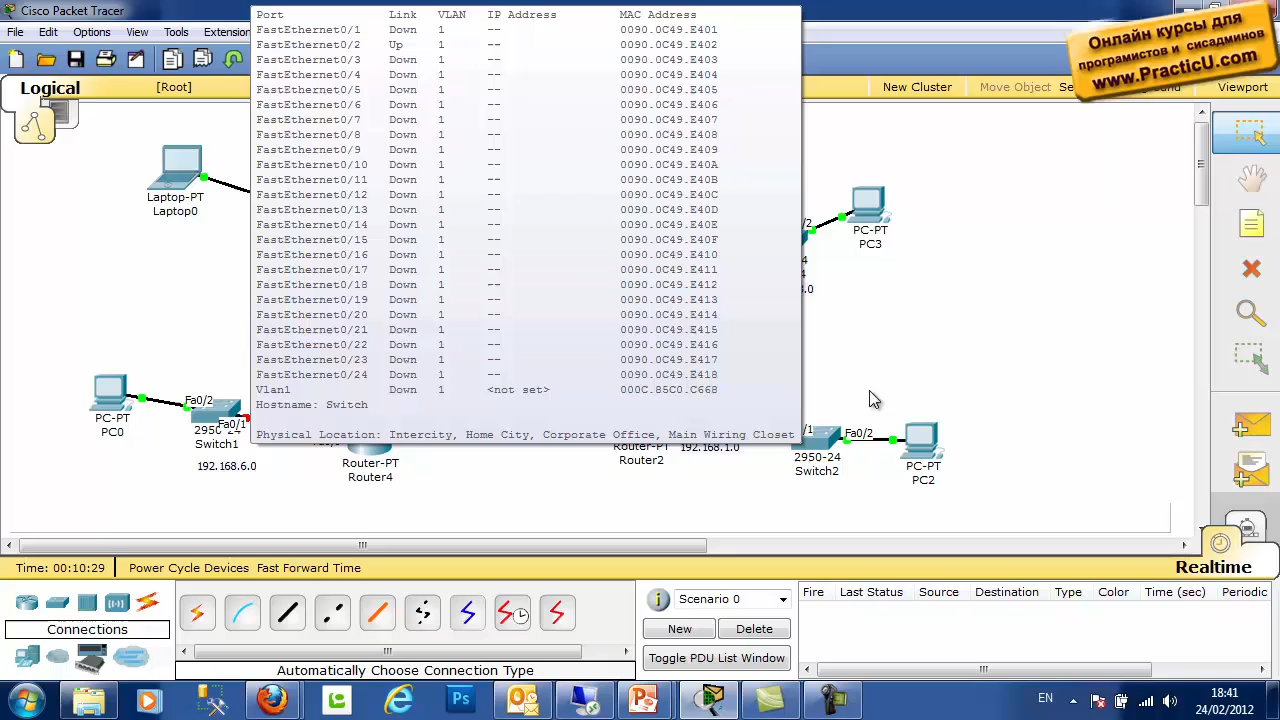 Cisco Packet Tracer
File Edit View Tools
Logical
[Root]
New Cluster
Move Object
Viewport
Онлайн курсы для
програмистов и сисадминов
www.PracticU.com
Port Link VLAN IP Address MAC Address
FastEthernet0/1 Down 1 -- 0090.0C49.E401
FastEthernet0/2 Up 1 -- 0090.0C49.E402
FastEthernet0/3 Down 1 -- 0090.0C49.E403
FastEthernet0/4 Down 1 -- 0090.0C49.E404
FastEthernet0/5 Down 1 -- 0090.0C49.E405
FastEthernet0/6 Down 1 -- 0090.0C49.E406
FastEthernet0/7 Down 1 -- 0090.0C49.E407
FastEthernet0/8 Down 1 -- 0090.0C49.E408
FastEthernet0/9 Down 1 -- 0090.0C49.E409
FastEthernet0/10 Down 1 -- 0090.0C49.E40A
FastEthernet0/11 Down 1 -- 0090.0C49.E40B
FastEthernet0/12 Down 1 -- 0090.0C49.E40C
FastEthernet0/13 Down 1 -- 0090.0C49.E40D
FastEthernet0/14 Down 1 -- 0090.0C49.E40E
FastEthernet0/15 Down 1 -- 0090.0C49.E40F
FastEthernet0/16 Down 1 -- 0090.0C49.E410
FastEthernet0/17 Down 1 -- 0090.0C49.E411
FastEthernet0/18 Down 1 -- 0090.0C49.E412
FastEthernet0/19 Down 1 -- 0090.0C49.E413
FastEthernet0/20 Down 1 -- 0090.0C49.E414
FastEthernet0/21 Down 1 -- 0090.0C49.E415
FastEthernet0/22 Down 1 -- 0090.0C49.E416
FastEthernet0/23 Down 1 -- 0090.0C49.E417
FastEthernet0/24 Down 1 -- 0090.0C49.E418
Vlan1 Down 1 <not set> 000C.85C0.C668
Hostname: Switch
Physical Location: Intercity, Home City, Corporate Office, Main Wiring Closet
Laptop-PT
Laptop0
PC-PT
PC3
PC-PT
PC0
Fa0/2
Fa0/1
Switch1
192.168.6.0
Router-PT
Router4
Router-PT
Router2
192.168.1.0
Fa0/2
2950-24
Switch2
PC-PT
PC2
Time: 00:10:29 Power Cycle Devices Fast Forward Time
Realtime
Connections
Automatically Choose Connection Type
Scenario 0
New Delete
Toggle PDU List Window
Fire Last Status Source Destination Type Color Time (sec) Periodic
EN
18:41
24/02/2012